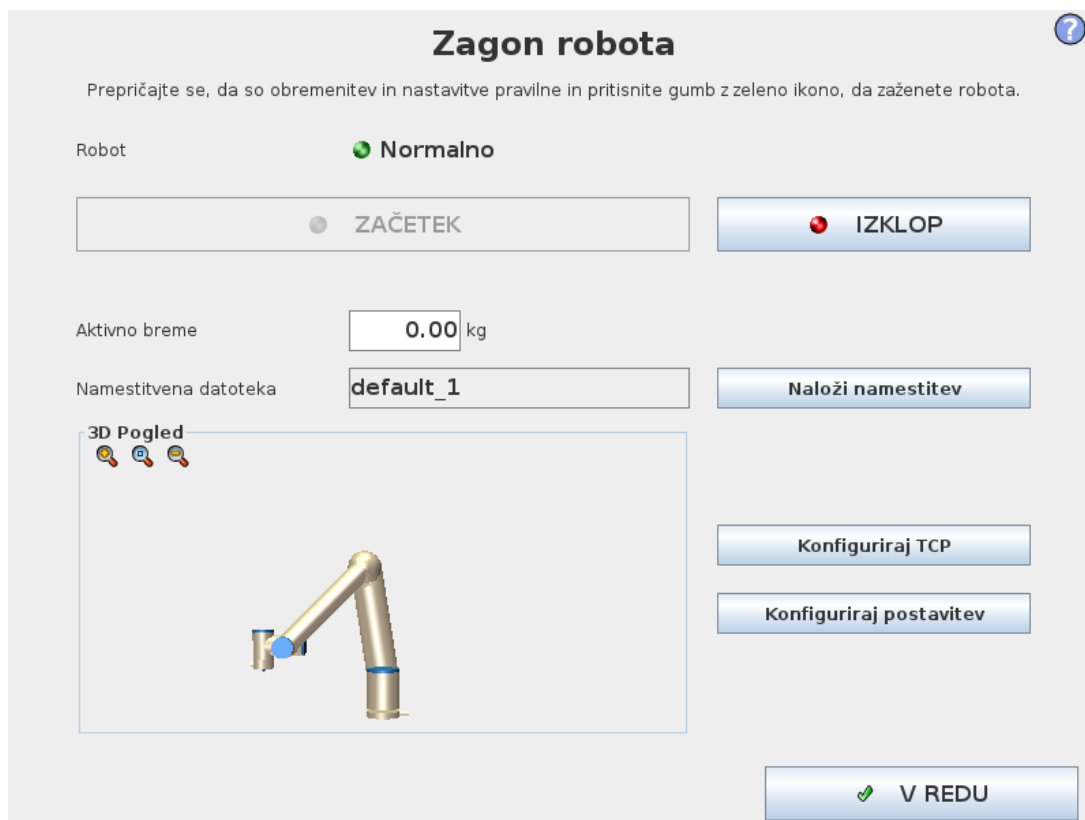 Zagon robota
?
Prepričajte se, da so obremenitev in nastavitve pravilne in pritisnite gumb z zeleno ikono, da zaženete robota.
Robot Normalno
ZAČETEK IZKLOP
Aktivno breme 0.00 kg
Namestitvena datoteka default_1 Naloži namestitev
3D Pogled
Konfiguriraj TCP
Konfiguriraj postavitev
V REDU